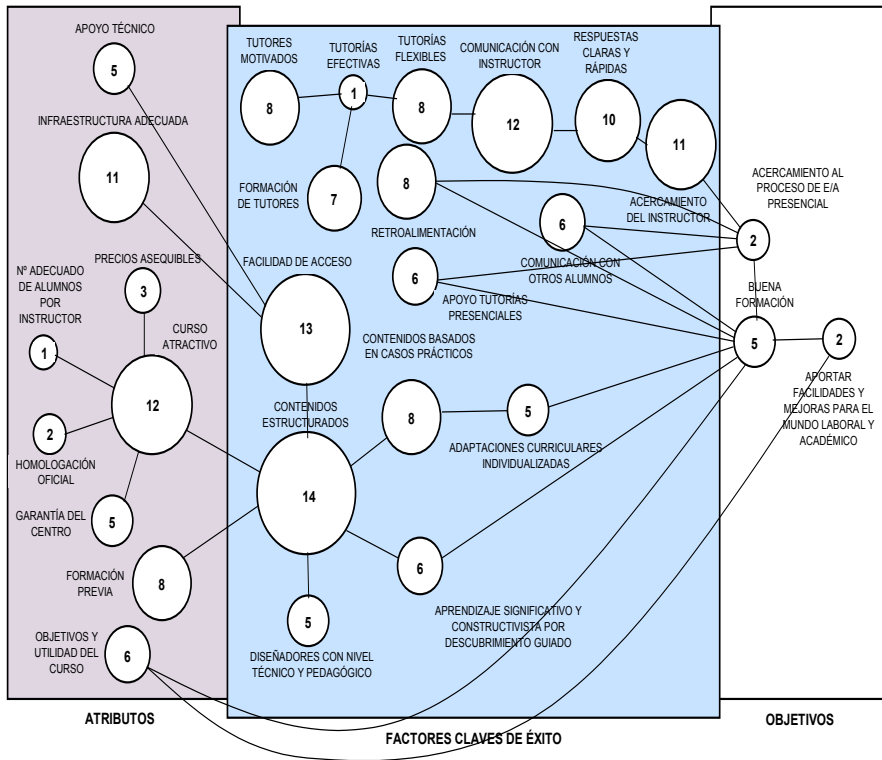 APOYO TÉCNICO
5
INFRAESTRUCTURA ADECUADA
11
PRECIOS ASEQUIBLES
3
Nº ADECUADO
DE ALUMNOS
POR
INSTRUCTOR
1
CURSO
ATRACTIVO
12
2
HOMOLOGACIÓN
OFICIAL
GARANTÍA DEL
CENTRO
5
FORMACIÓN
PREVIA
8
OBJETIVOS Y
UTILIDAD DEL
CURSO
6
ATRIBUTOS
TUTORES
MOTIVADOS
8
TUTORÍAS
EFECTIVAS
1
TUTORÍAS
FLEXIBLES
8
COMUNICACIÓN CON
INSTRUCTOR
12
RESPUESTAS
CLARAS Y
RÁPIDAS
10
11
ACERCAMIENTO
DEL INSTRUCTOR
FORMACIÓN
DE TUTORES
7
8
RETROALIMENTACIÓN
6
COMUNICACIÓN CON
OTROS ALUMNOS
FACILIDAD DE ACCESO
13
6
APOYO TUTORÍAS
PRESENCIALES
CONTENIDOS BASADOS
EN CASOS PRÁCTICOS
8
CONTENIDOS
ESTRUCTURADOS
14
5
ADAPTACIONES CURRICULARES
INDIVIDUALIZADAS
6
APRENDIZAJE SIGNIFICATIVO Y
CONSTRUCTIVISTA POR
DESCUBRIMIENTO GUIADO
5
DISEÑADORES CON NIVEL
TÉCNICO Y PEDAGÓGICO
FACTORES CLAVES DE ÉXITO
ACERCAMIENTO AL
PROCESO DE E/A
PRESENCIAL
2
BUENA
FORMACIÓN
5
2
APORTAR
FACILIDADES Y
MEJORAS PARA EL
MUNDO LABORAL Y
ACADÉMICO
OBJETIVOS